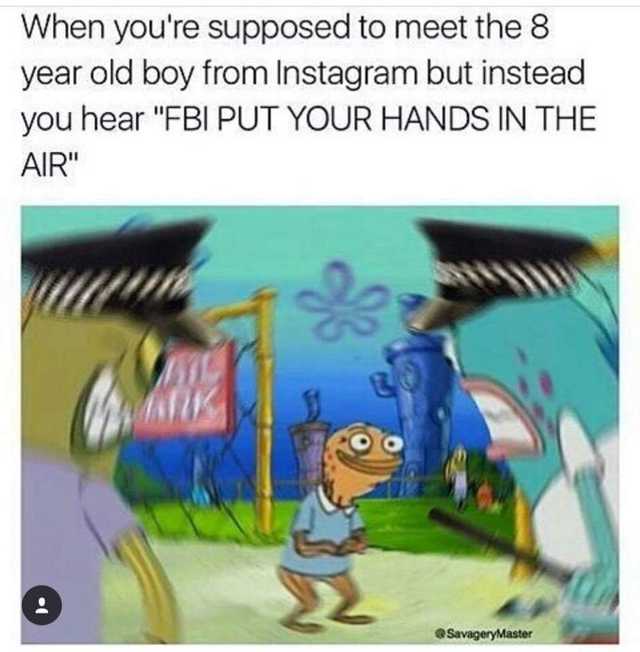 When you're supposed to meet the 8
year old boy from Instagram but instead
you hear "FBI PUT YOUR HANDS IN THE
AIR"
@SavageryMaster